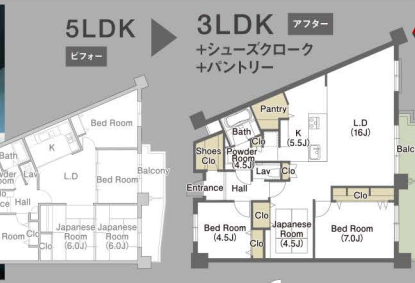 5LDK
ビフォー
3LDK
アフター
+シューズクローク
+パントリー
Bed Room
K
Bath
Lav
L.D
Bed Room
Balcony
Hall
Clo
Room
Clo
Japanese
Room
(6.0J)
Japanese
Room
(6.0J)
Pantry
Bath
Clo
K
(5.5J)
L.D
(16J)
Shoes
Clo
Powder
Room
(4.5J)
Lav
Clo
Entrance
Hall
Clo
Clo
Bed Room
(4.5J)
Clo
Japanese
Room
(4.5J)
Bed Room
(7.0J)